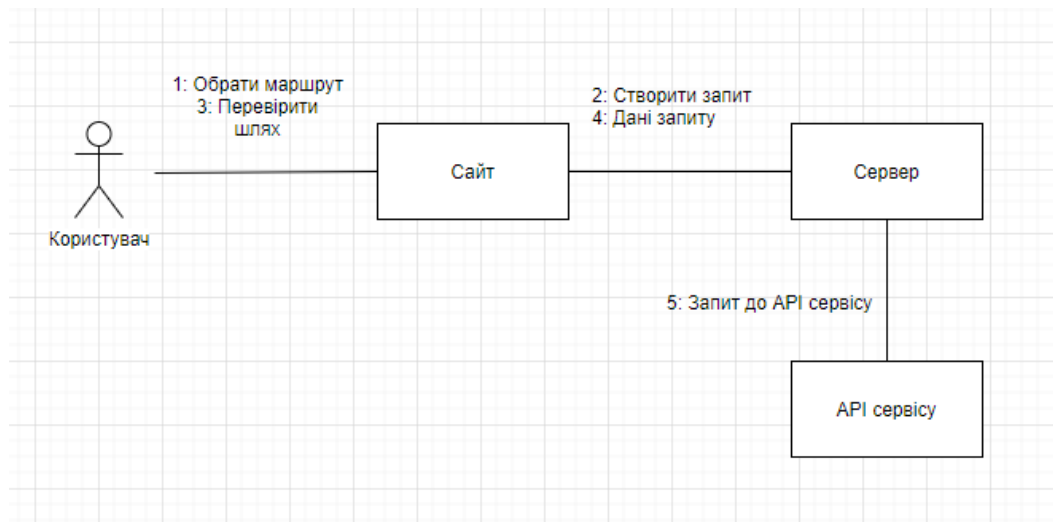 1: Обрати маршрут
3: Перевірити
шлях
2: Створити запит
4: Дані запиту
Сайт
Сервер
Користувач
5: Запит до API сервісу
API сервісу